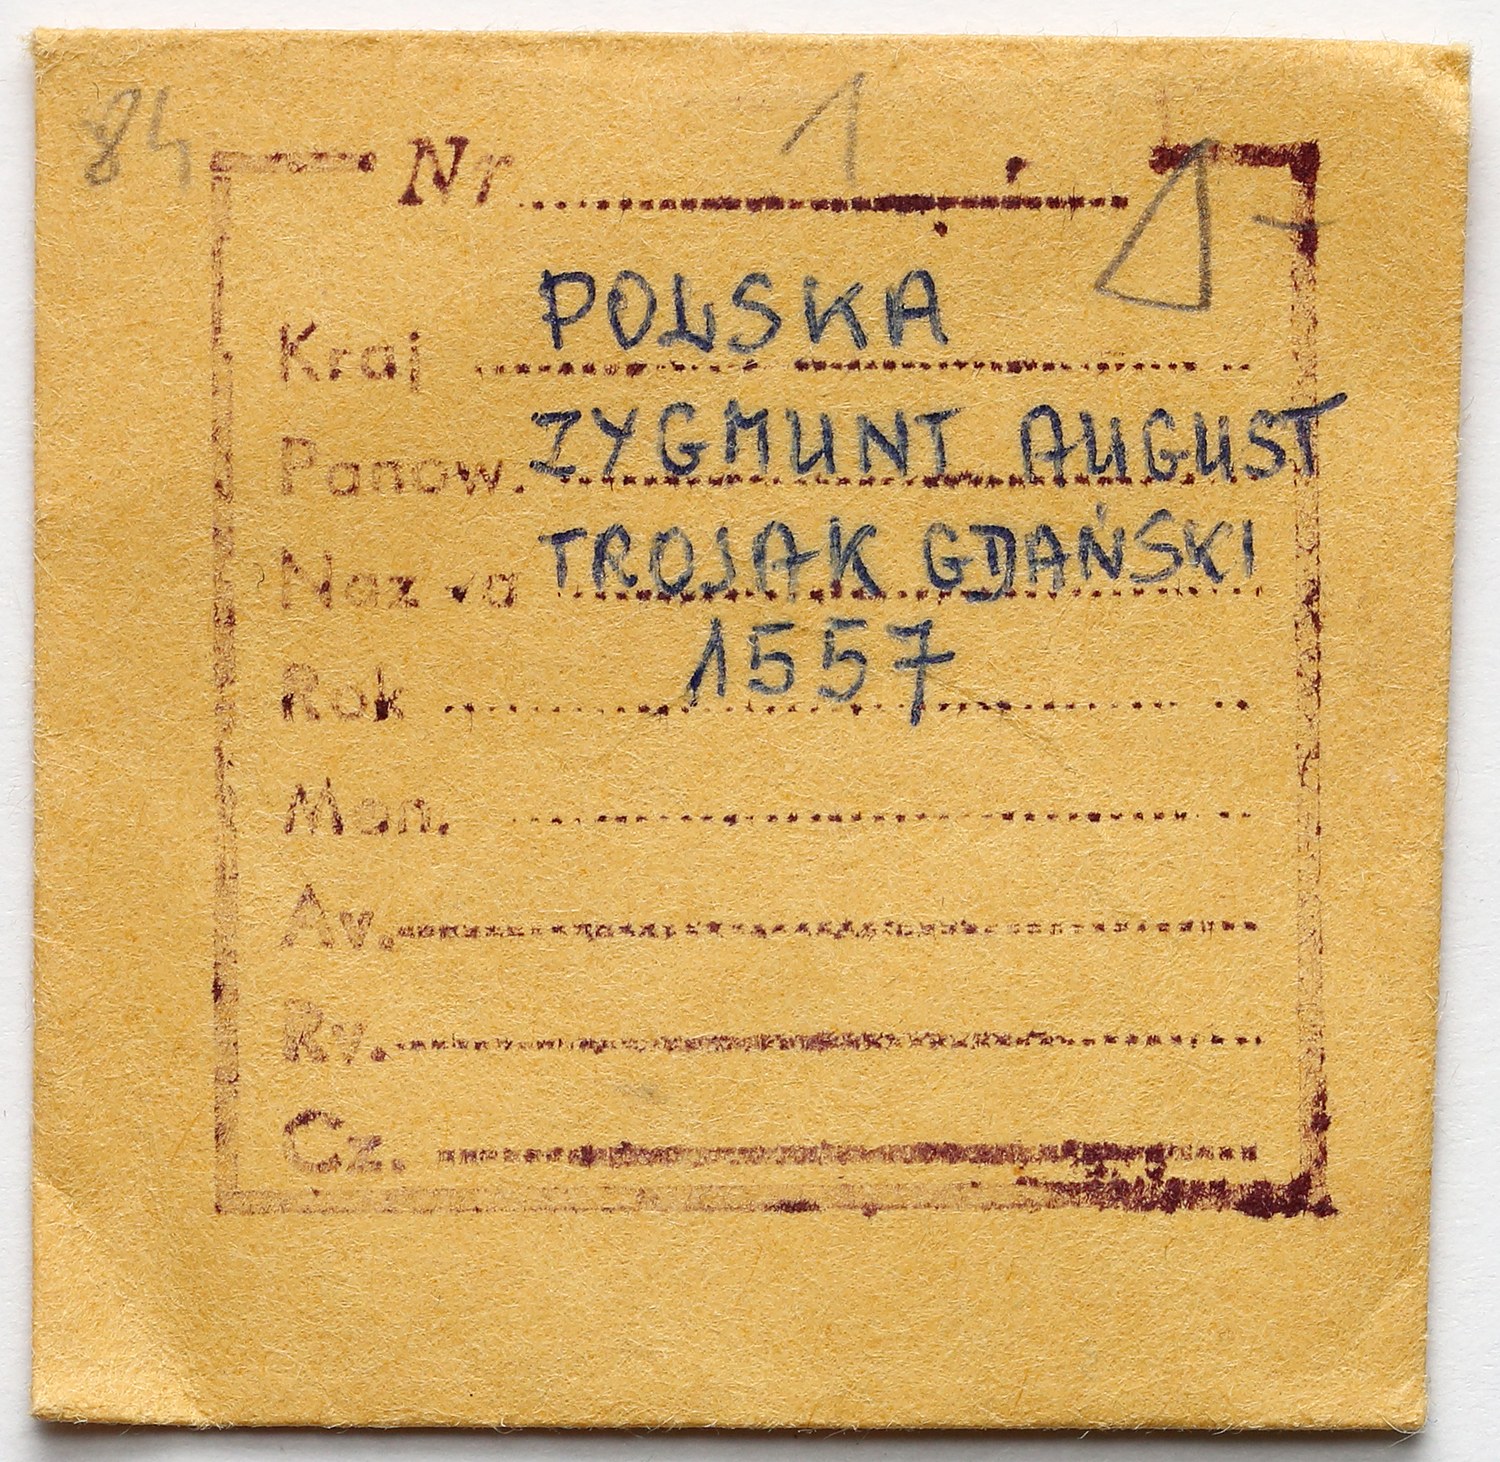 84
Nr 1
Kraj POLSKA
Panow. ZYGMUNT AUGUST
Nazwa TROJAK GDAŃSKI
Rok 1557
Men.
Av.
Rv.
Cz.